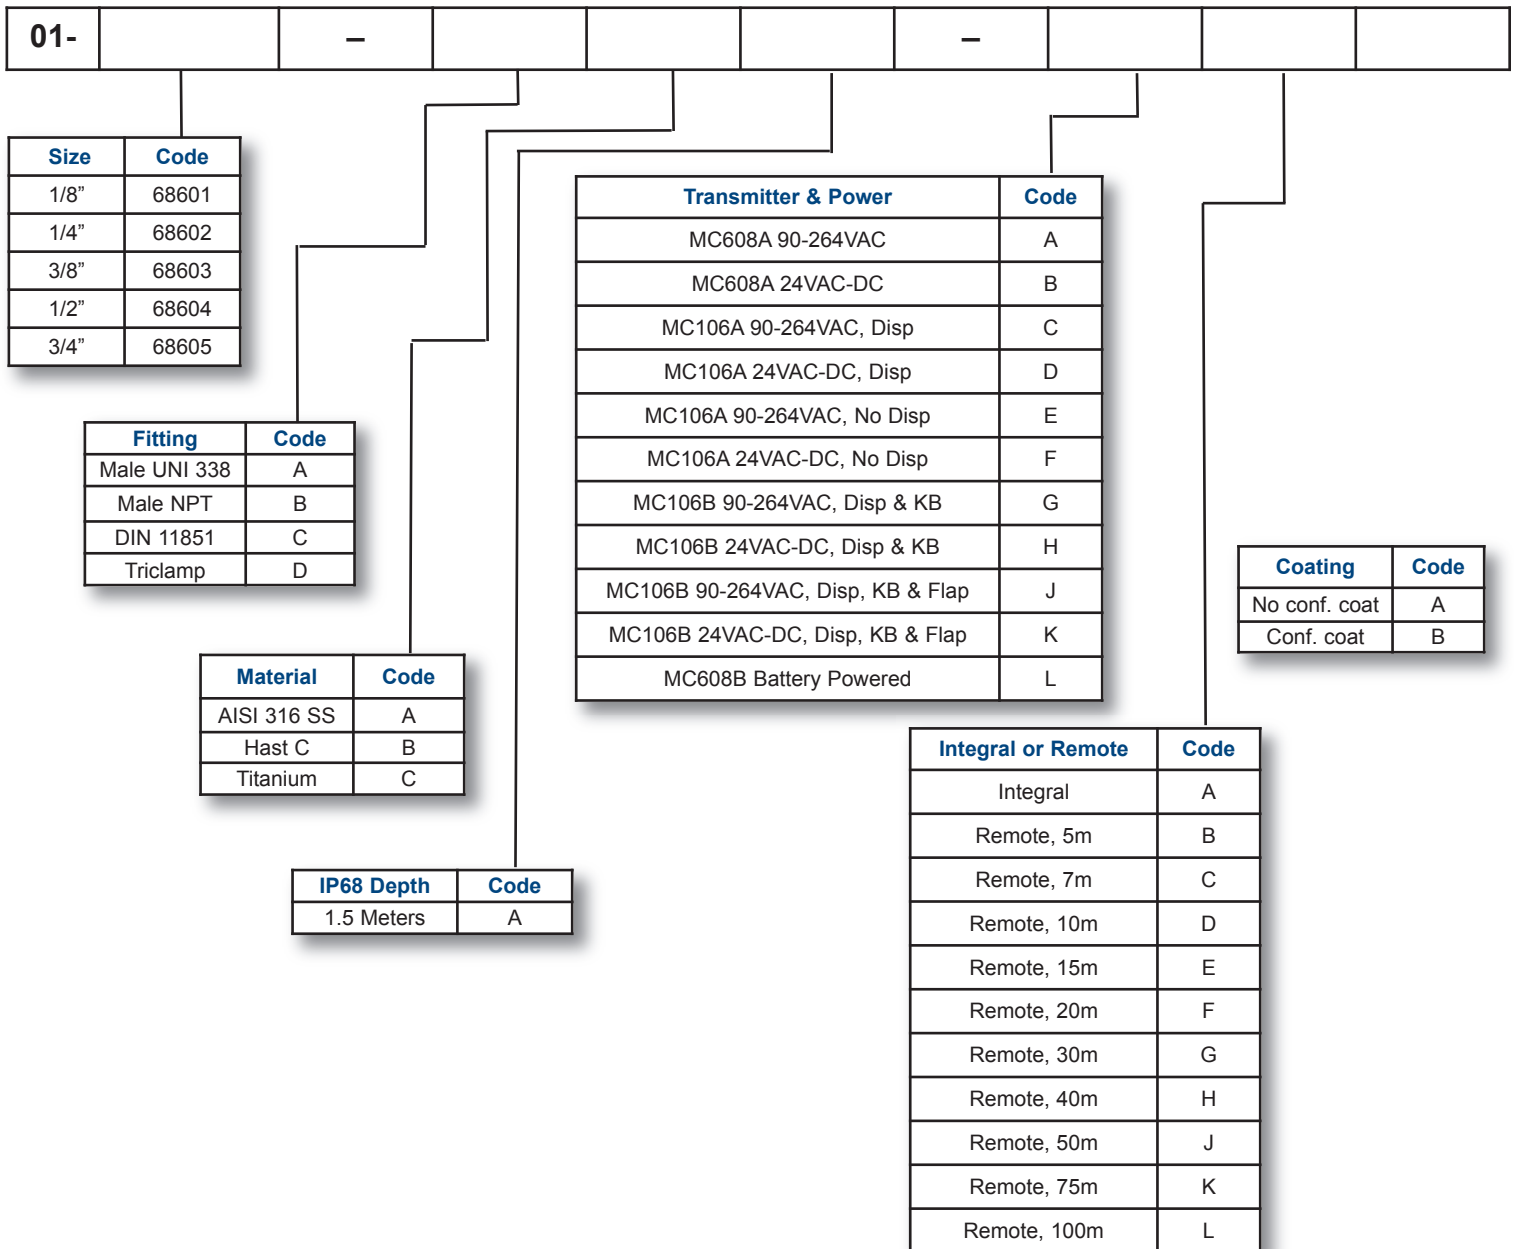 01- – –
Size Code
1/8” 68601
1/4” 68602
3/8” 68603
1/2” 68604
3/4” 68605
Fitting Code
Male UNI 338 A
Male NPT B
DIN 11851 C
Triclamp D
Material Code
AISI 316 SS A
Hast C B
Titanium C
IP68 Depth Code
1.5 Meters A
Transmitter & Power Code
MC608A 90-264VAC A
MC608A 24VAC-DC B
MC106A 90-264VAC, Disp C
MC106A 24VAC-DC, Disp D
MC106A 90-264VAC, No Disp E
MC106A 24VAC-DC, No Disp F
MC106B 90-264VAC, Disp & KB G
MC106B 24VAC-DC, Disp & KB H
MC106B 90-264VAC, Disp, KB & Flap J
MC106B 24VAC-DC, Disp, KB & Flap K
MC608B Battery Powered L
Integral or Remote Code
Integral A
Remote, 5m B
Remote, 7m C
Remote, 10m D
Remote, 15m E
Remote, 20m F
Remote, 30m G
Remote, 40m H
Remote, 50m J
Remote, 75m K
Remote, 100m L
Coating Code
No conf. coat A
Conf. coat B